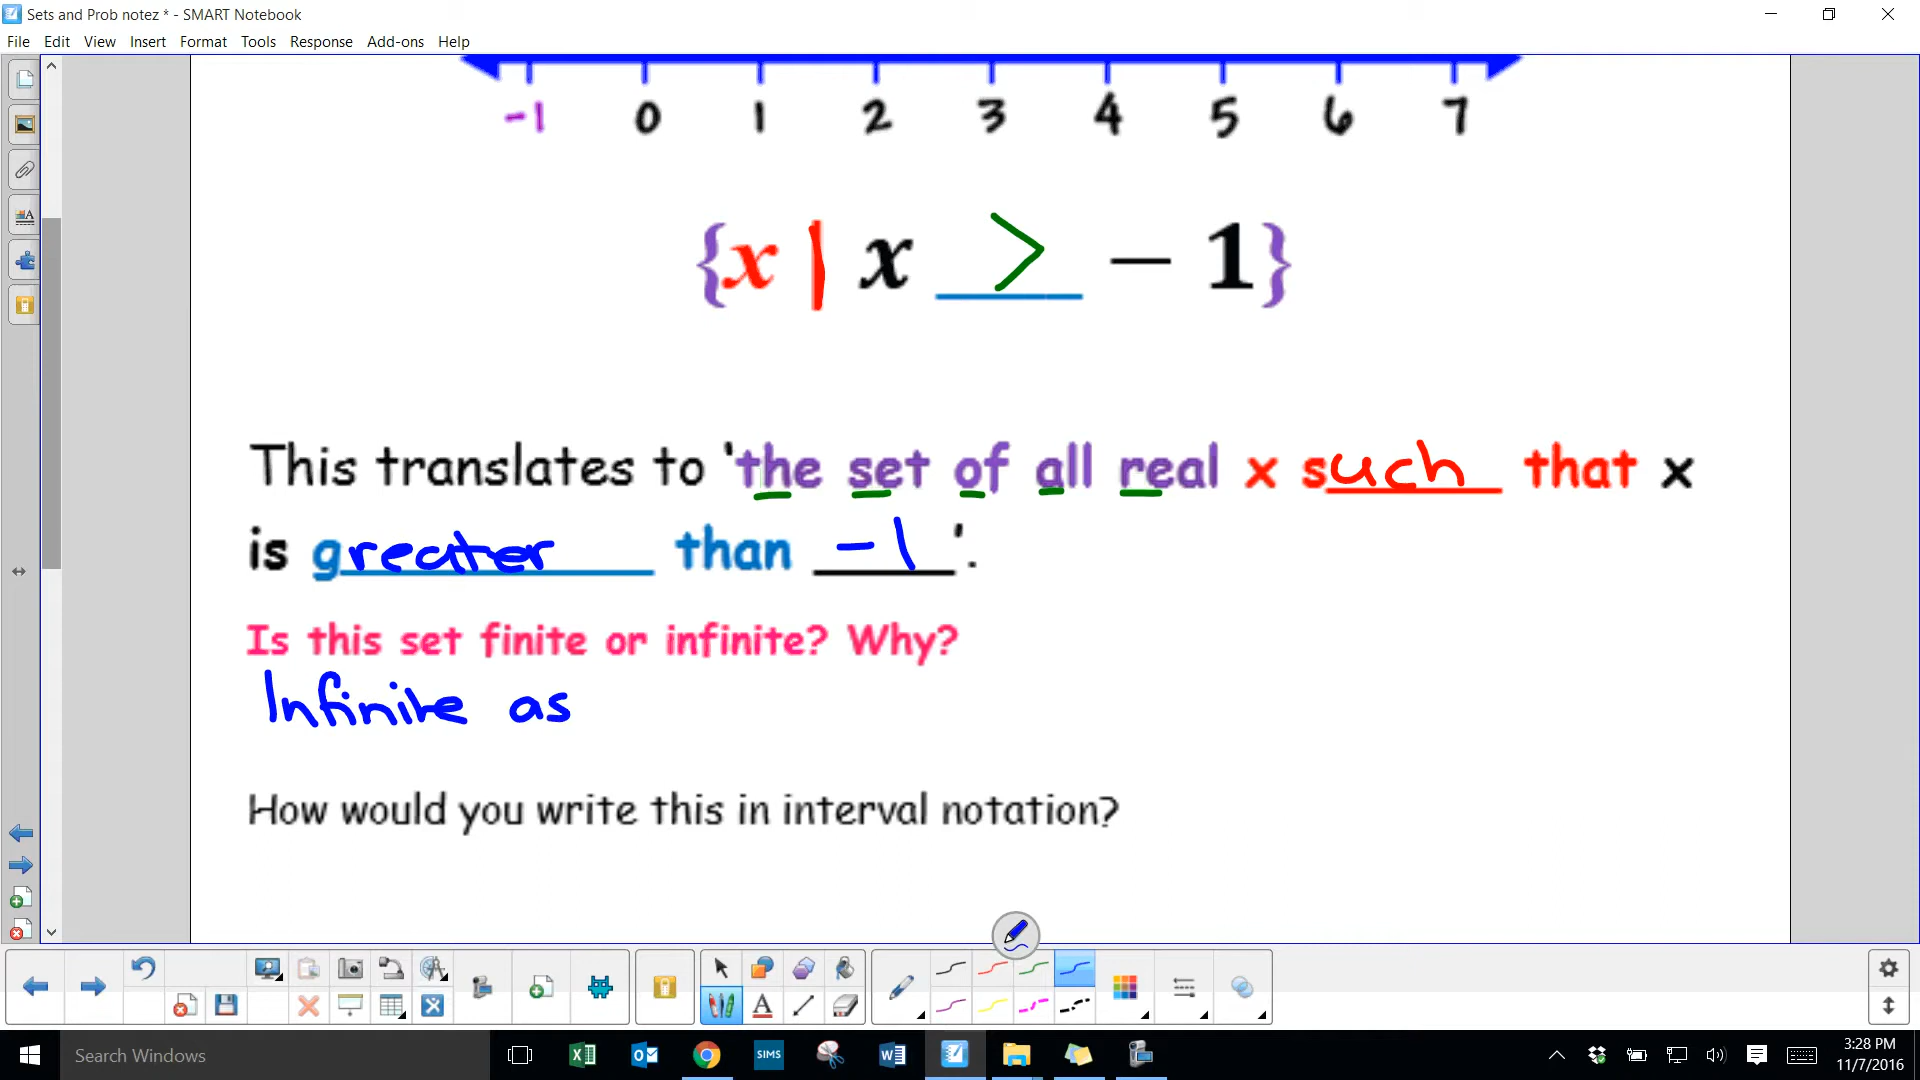 Sets and Prob notez * - SMART Notebook
File Edit View Insert Format Tools Response Add-ons Help
-1 0 1 2 3 4 5 6 7
{x | x > - 1}
This translates to 'the set of all real x such that x
is greater than -1'.
Is this set finite or infinite? Why?
Infinite as
How would you write this in interval notation?
Search Windows
SIMS
3:28 PM
11/7/2016